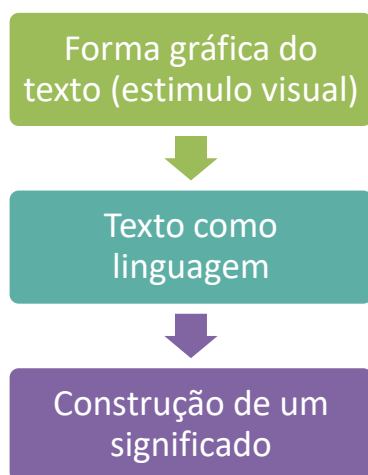 Forma gráfica do
texto (estimulo visual)
Texto como
linguagem
Construção de um
significado